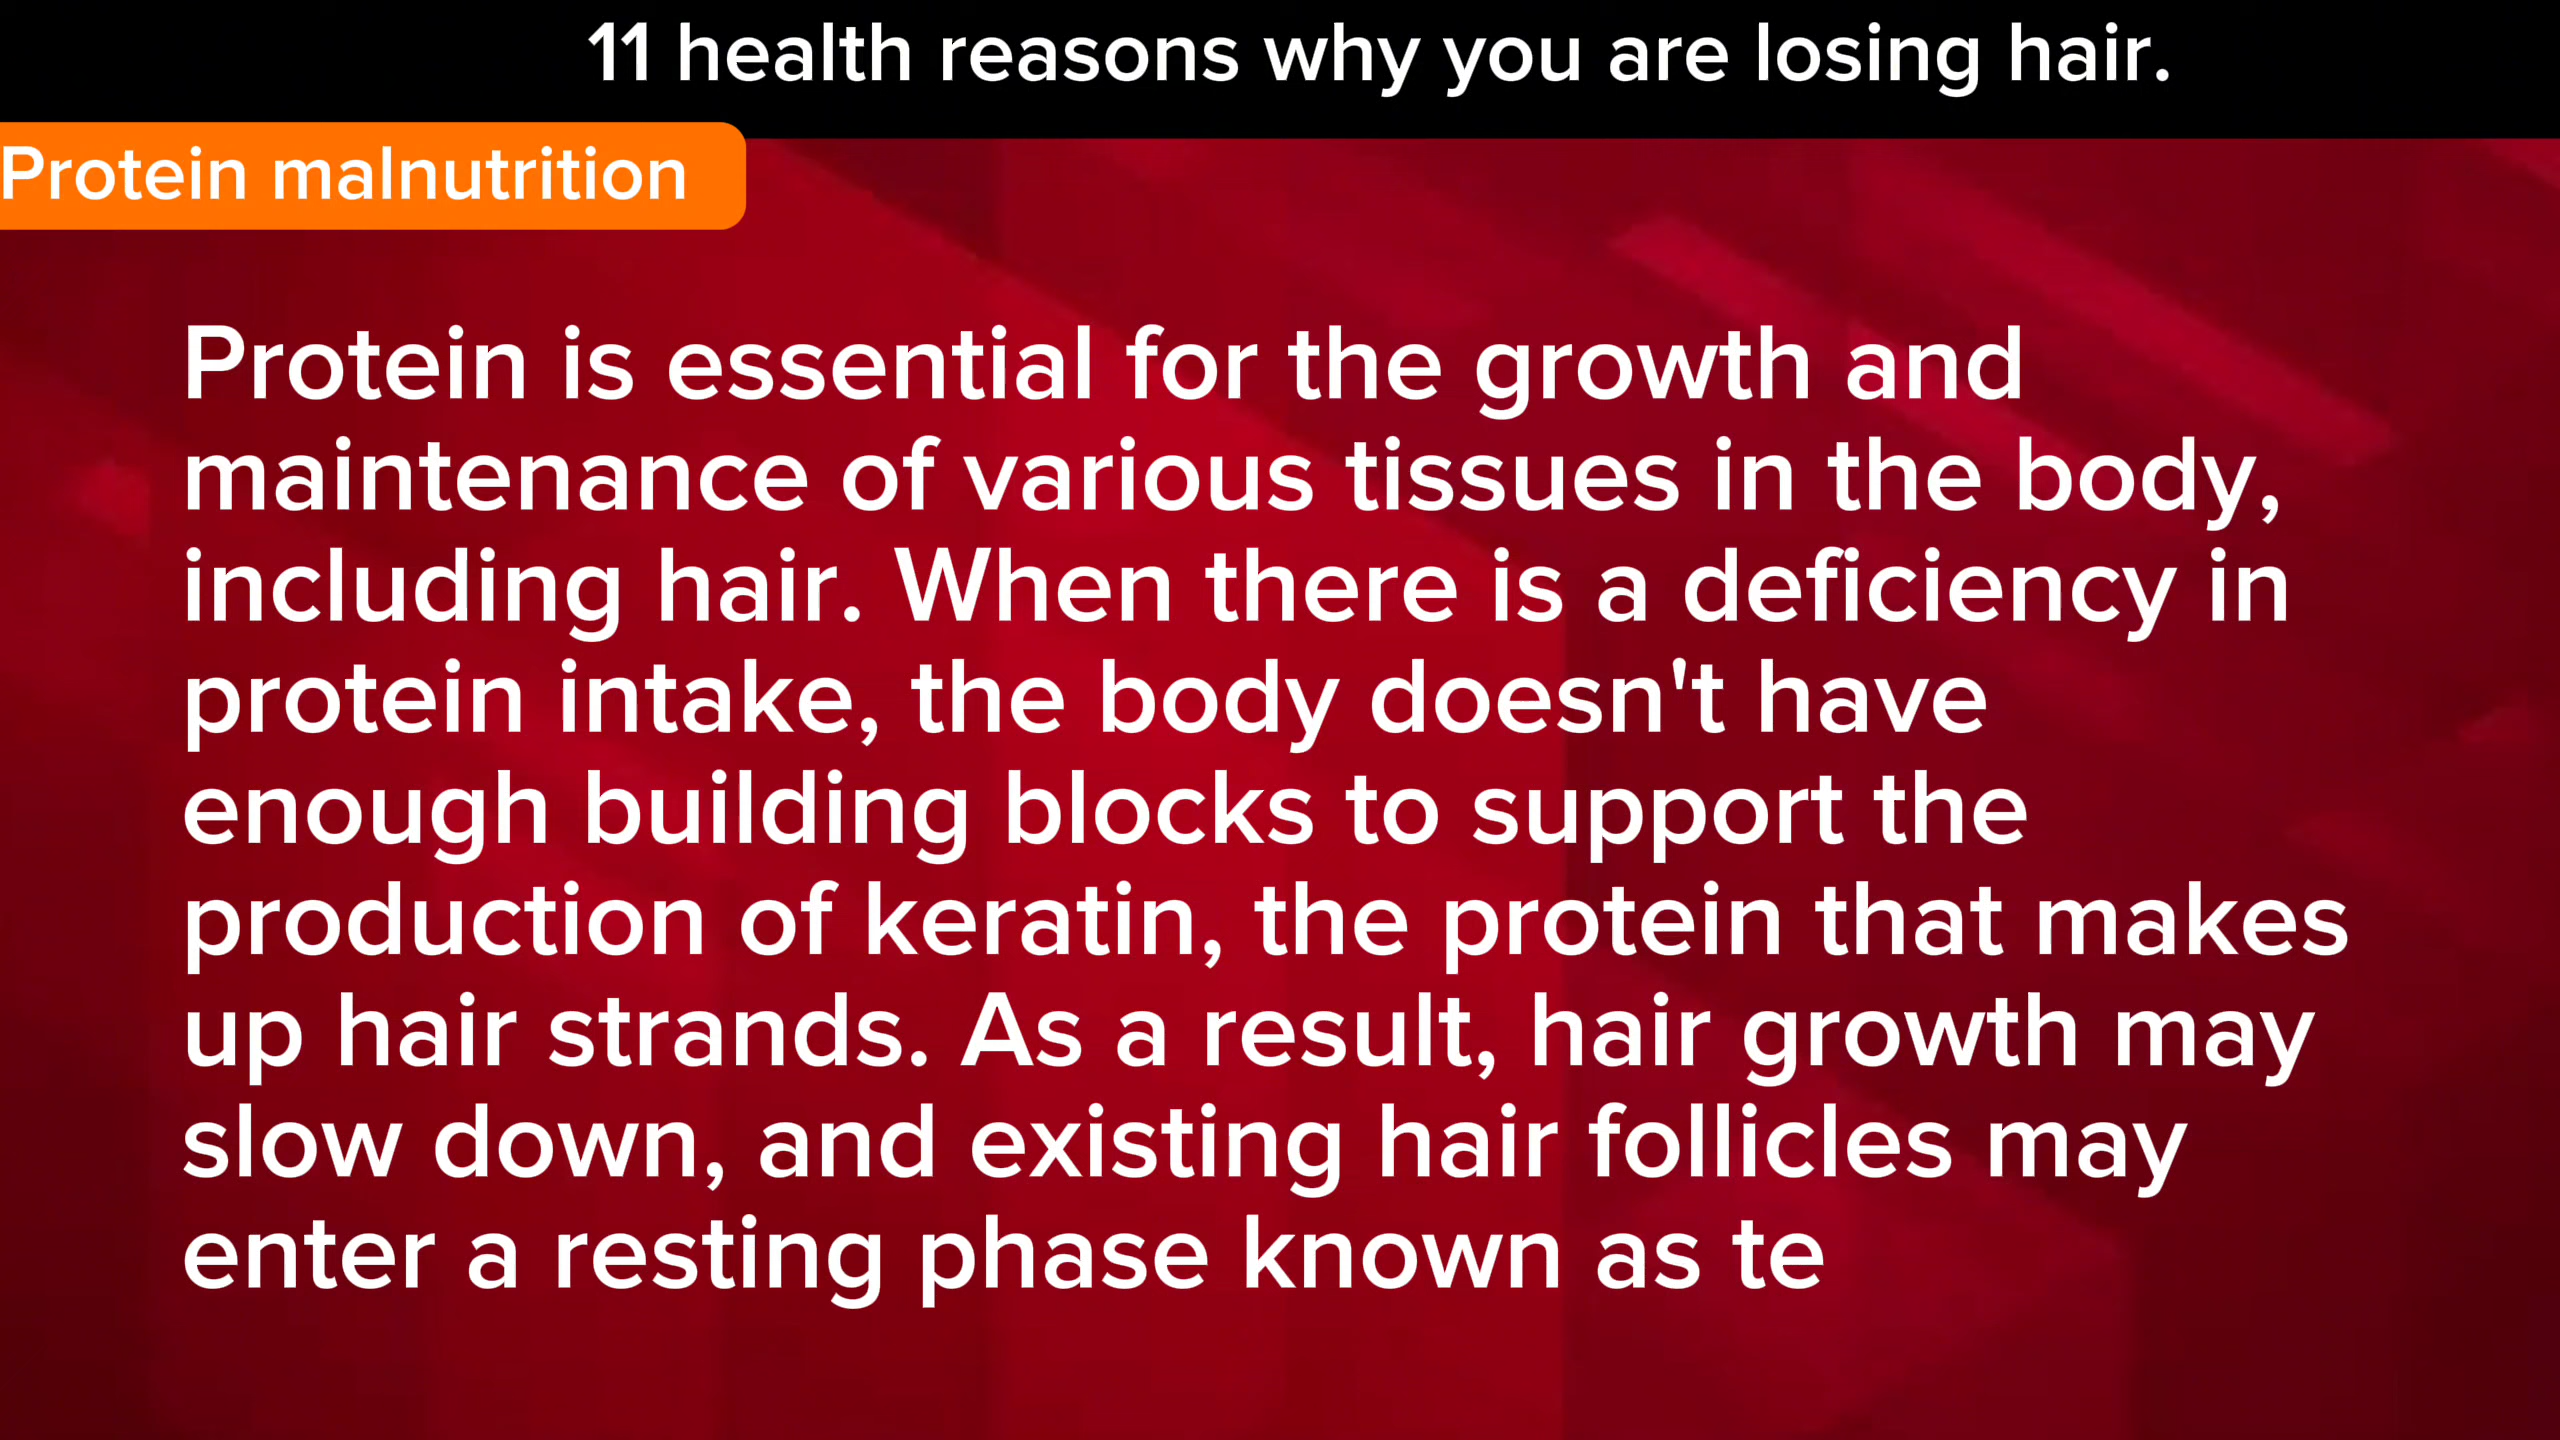 11 health reasons why you are losing hair.
Protein malnutrition
Protein is essential for the growth and
maintenance of various tissues in the body,
including hair. When there is a deficiency in
protein intake, the body doesn't have
enough building blocks to support the
production of keratin, the protein that makes
up hair strands. As a result, hair growth may
slow down, and existing hair follicles may
enter a resting phase known as te